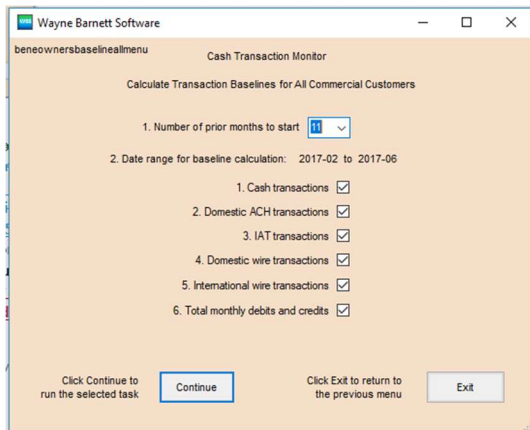 Wayne Barnett Software
beneownersbaselineallmenu
Cash Transaction Monitor
Calculate Transaction Baselines for All Commercial Customers
1. Number of prior months to start 11
2. Date range for baseline calculation: 2017-02 to 2017-06
1. Cash transactions
2. Domestic ACH transactions
3. IAT transactions
4. Domestic wire transactions
5. International wire transactions
6. Total monthly debits and credits
Click Continue to
run the selected task
Continue
Click Exit to return to
the previous menu
Exit